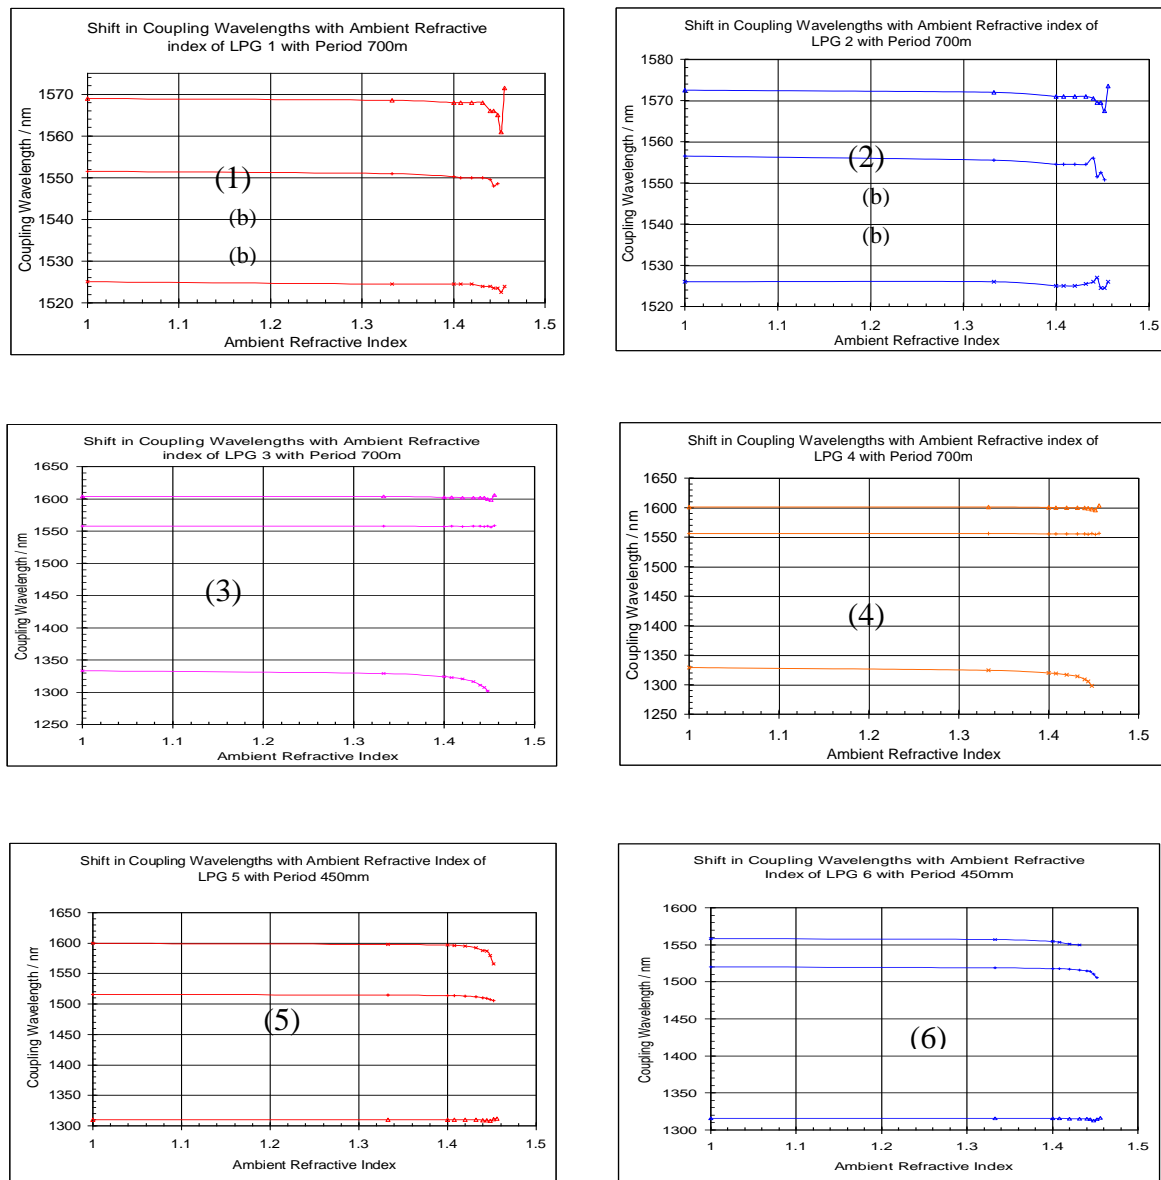 Shift in Coupling Wavelengths with Ambient Refractive
index of LPG 1 with Period 700m
Coupling Wavelength / nm
1570
1560
1550
1540
1530
1520
(1)
(b)
(b)
1 1.1 1.2 1.3 1.4 1.5
Ambient Refractive Index
Shift in Coupling Wavelengths with Ambient Refractive index of
LPG 2 with Period 700m
Coupling Wavelength / nm
1580
1570
1560
1550
1540
1530
1520
(2)
(b)
(b)
1 1.1 1.2 1.3 1.4 1.5
Ambient Refractive Index
Shift in Coupling Wavelengths with Ambient Refractive
index of LPG 3 with Period 700m
Coupling Wavelength / nm
1650
1600
1550
1500
1450
1400
1350
1300
1250
(3)
1 1.1 1.2 1.3 1.4 1.5
Ambient Refractive Index
Shift in Coupling Wavelengths with Ambient Refractive index of
LPG 4 with Period 700m
Coupling Wavelength / nm
1650
1600
1550
1500
1450
1400
1350
1300
1250
(4)
1 1.1 1.2 1.3 1.4 1.5
Ambient Refractive Index
Shift in Coupling Wavelengths with Ambient Refractive Index of
LPG 5 with Period 450mm
Coupling Wavelength / nm
1650
1600
1550
1500
1450
1400
1350
1300
(5)
1 1.1 1.2 1.3 1.4 1.5
Ambient Refractive Index
Shift in Coupling Wavelengths with Ambient Refractive
Index of LPG 6 with Period 450mm
Coupling Wavelength / nm
1600
1550
1500
1450
1400
1350
1300
(6)
1 1.1 1.2 1.3 1.4 1.5
Ambient Refractive Index